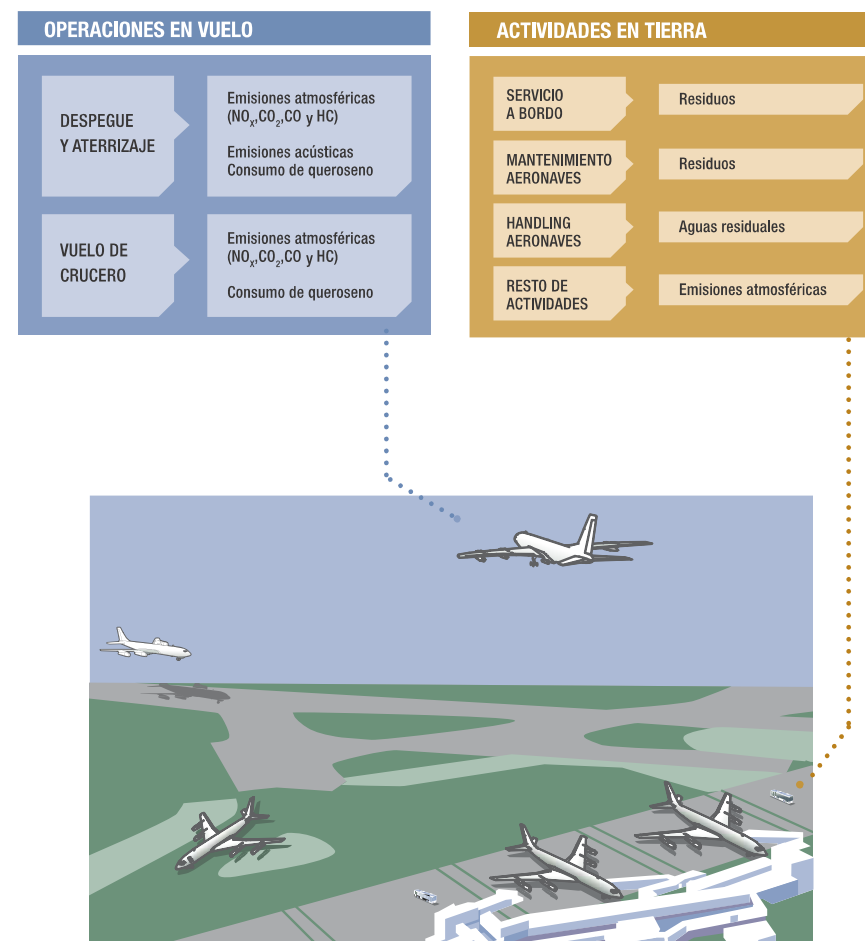 OPERACIONES EN VUELO
DESPEGUE
Y ATERRIZAJE
Emisiones atmosféricas
(NOx,CO2,CO y HC)
Emisiones acústicas
Consumo de queroseno
VUELO DE
CRUCERO
Emisiones atmosféricas
(NOx,CO2,CO y HC)
Consumo de queroseno
ACTIVIDADES EN TIERRA
SERVICIO
A BORDO
Residuos
MANTENIMIENTO
AERONAVES
Residuos
HANDLING
AERONAVES
Aguas residuales
RESTO DE
ACTIVIDADES
Emisiones atmosféricas